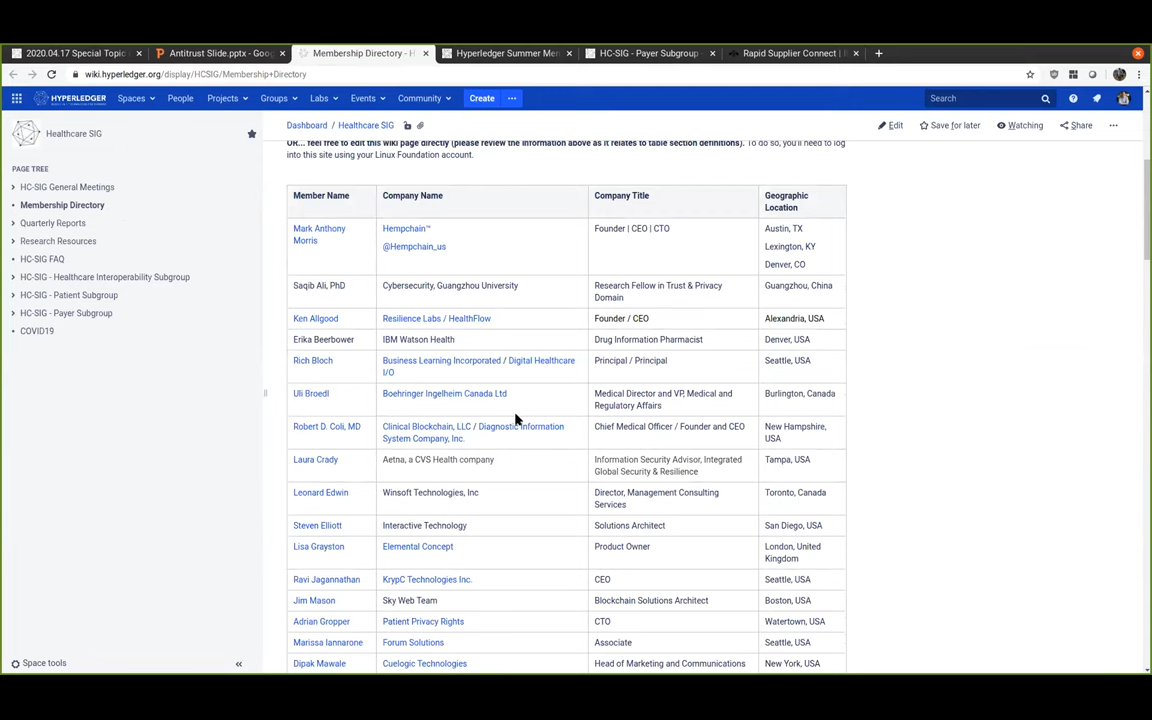 2020.04.17 Special Topic
Antitrust Slide.pptx - Goo
Membership Directory - H
Hyperledger Summer Men
HC-SIG - Payer Subgroup -
Rapid Supplier Connect | I
wiki.hyperledger.org/display/HCSIG/Membership+Directory
HYPERLEDGER Spaces People Projects Groups Labs Events Community Create Search
Healthcare SIG
PAGE TREE
HC-SIG General Meetings
Membership Directory
Quarterly Reports
Research Resources
HC-SIG FAQ
HC-SIG - Healthcare Interoperability Subgroup
HC-SIG - Patient Subgroup
HC-SIG - Payer Subgroup
COVID19
Space tools
Dashboard / Healthcare SIG
Edit Save for later Watching Share
OR... feel free to edit this wiki page directly (please review the information above as it relates to table section definitions). To do so, you'll need to log
into this site using your Linux Foundation account.
Member Name Company Name Company Title Geographic
Location
Mark Anthony Hempchain™ Founder | CEO | CTO Austin, TX
Morris @Hempchain_us Lexington, KY
Denver, CO
Saqib Ali, PhD Cybersecurity, Guangzhou University Research Fellow in Trust & Privacy Guangzhou, China
Domain
Ken Allgood Resilience Labs / HealthFlow Founder / CEO Alexandria, USA
Erika Beerbower IBM Watson Health Drug Information Pharmacist Denver, USA
Rich Bloch Business Learning Incorporated / Digital Healthcare Principal / Principal Seattle, USA
I/O
Uli Broedl Boehringer Ingelheim Canada Ltd Medical Director and VP, Medical and Burlington, Canada
Regulatory Affairs
Robert D. Coli, MD Clinical Blockchain, LLC / Diagnostic Information Chief Medical Officer / Founder and CEO New Hampshire,
System Company, Inc. USA
Laura Crady Aetna, a CVS Health company Information Security Advisor, Integrated Tampa, USA
Global Security & Resilience
Leonard Edwin Winsoft Technologies, Inc Director, Management Consulting Toronto, Canada
Services
Steven Elliott Interactive Technology Solutions Architect San Diego, USA
Lisa Grayston Elemental Concept Product Owner London, United
Kingdom
Ravi Jagannathan KrypC Technologies Inc. CEO Seattle, USA
Jim Mason Sky Web Team Blockchain Solutions Architect Boston, USA
Adrian Gropper Patient Privacy Rights CTO Watertown, USA
Marissa Iannarone Forum Solutions Associate Seattle, USA
Dipak Mawale Cuelogic Technologies Head of Marketing and Communications New York, USA